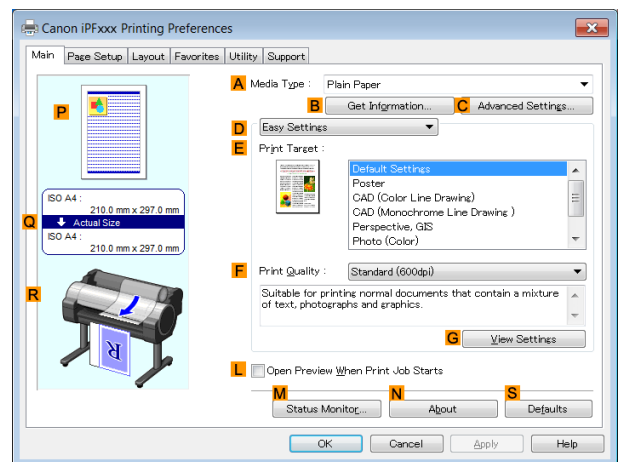 Canon iPFxxx Printing Preferences
Main Page Setup Layout Favorites Utility Support
A Media Type : Plain Paper
B Get Information... C Advanced Settings...
P
D Easy Settings
E Print Target :
Default Settings
Poster
CAD (Color Line Drawing)
CAD (Monochrome Line Drawing )
Perspective, GIS
Photo (Color)
ISO A4 :
210.0 mm x 297.0 mm
Q Actual Size
ISO A4 :
210.0 mm x 297.0 mm
F Print Quality : Standard (600dpi)
R
Suitable for printing normal documents that contain a mixture
of text, photographs and graphics.
G View Settings
R
L Open Preview When Print Job Starts
M N S
Status Monitor... About Defaults
OK Cancel Apply Help